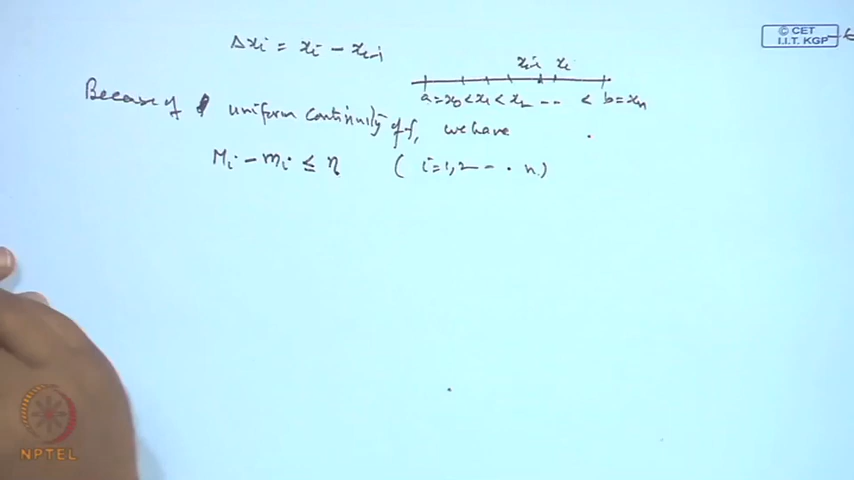 Δxi = xi - xi-1
© CET
I.I.T. KGP
xi-1 xi
a=x0<x1<x2 -- < b=xn
Because of uniform continuity of f, we have
Mi - mi ≤ η ( i=1,2 - - · n )
NPTEL